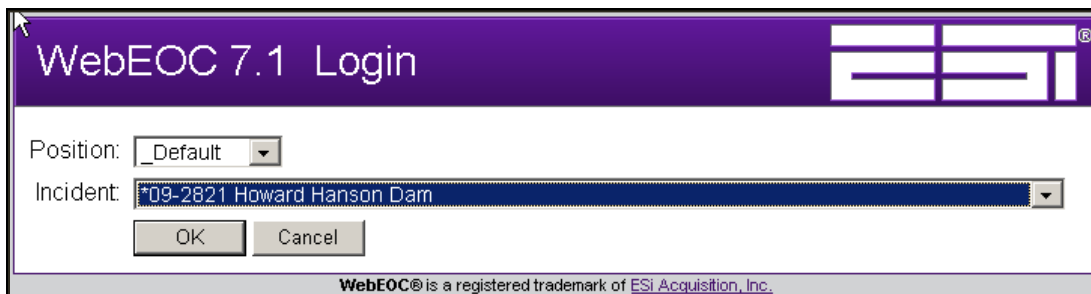 WebEOC 7.1 Login
ESi®
Position: _Default
Incident: *09-2821 Howard Hanson Dam
OK Cancel
WebEOC® is a registered trademark of ESi Acquisition, Inc.